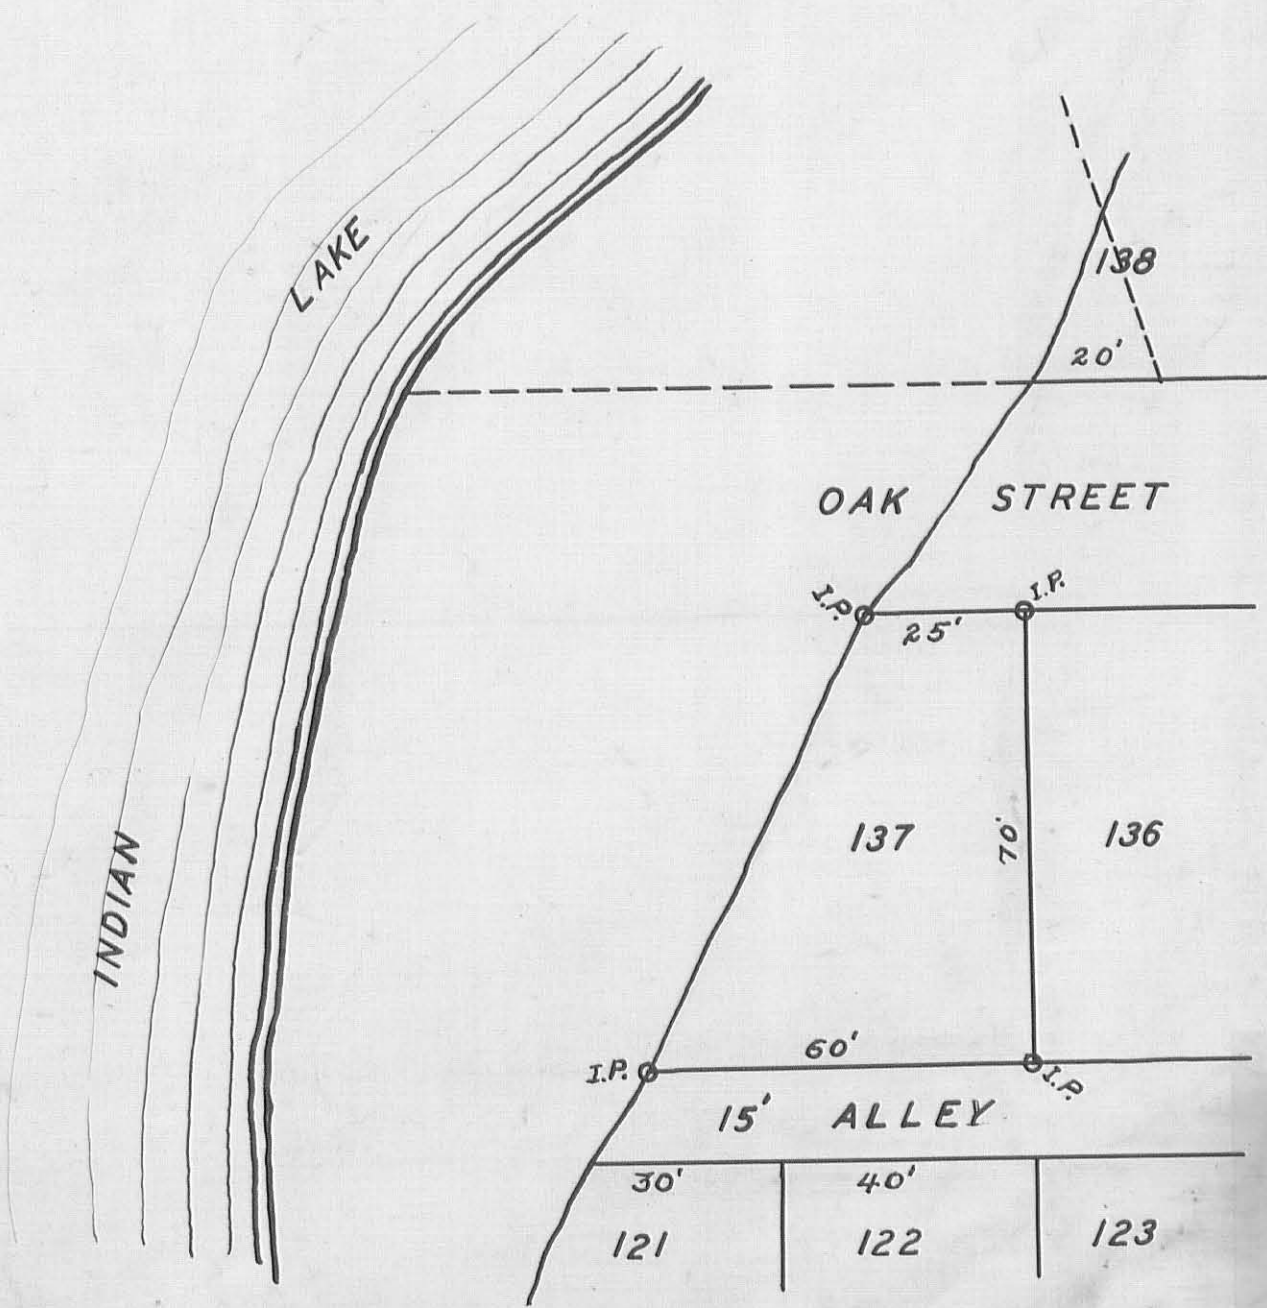 LAKE
138
20'
OAK STREET
I.P. I.P.
25'
137 70' 136
INDIAN
60'
I.P. I.P.
15' ALLEY
30' 40'
121 122 123